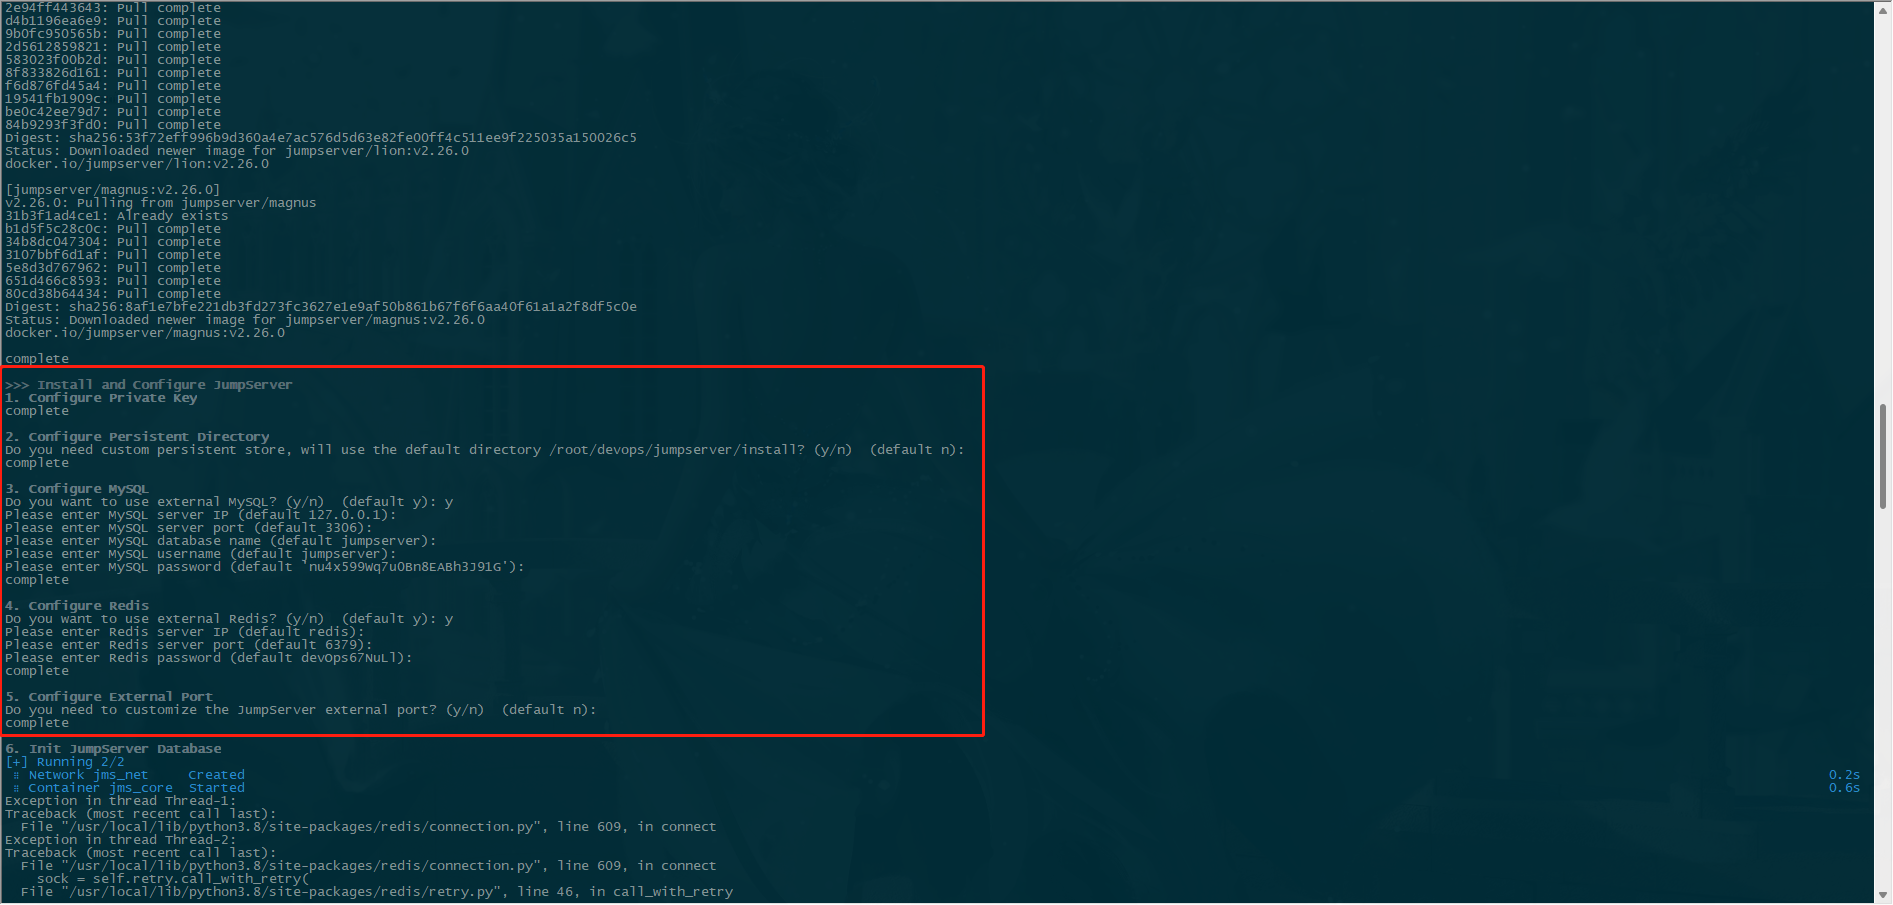 2e94ff443643: Pull complete
d4b1196ea6e9: Pull complete
9b0fc950565b: Pull complete
2d5612859821: Pull complete
583023f00b2d: Pull complete
8f833826d161: Pull complete
f6d876fd45a4: Pull complete
19541fb1909c: Pull complete
be0c42ee79d7: Pull complete
84b9293f3fd0: Pull complete
Digest: sha256:53f72eff996b9d360a4e7ac576d5d63e82fe00ff4c511ee9f225035a150026c5
Status: Downloaded newer image for jumpserver/lion:v2.26.0
docker.io/jumpserver/lion:v2.26.0
[jumpserver/magnus:v2.26.0]
v2.26.0: Pulling from jumpserver/magnus
31b3f1ad4ce1: Already exists
b1d5f5c28c0c: Pull complete
34b8dc047304: Pull complete
3107bbf6d1af: Pull complete
5e8d3d767962: Pull complete
651d466c8593: Pull complete
80cd38b64434: Pull complete
Digest: sha256:8af1e7bfe221db3fd273fc3627e1e9af50b861b67f6f6aa40f61a1a2f8df5c0e
Status: Downloaded newer image for jumpserver/magnus:v2.26.0
docker.io/jumpserver/magnus:v2.26.0
complete
>>> Install and Configure JumpServer
1. Configure Private Key
complete
2. Configure Persistent Directory
Do you need custom persistent store, will use the default directory /root/devops/jumpserver/install? (y/n)  (default n):
complete
3. Configure MySQL
Do you want to use external MySQL? (y/n)  (default y): y
Please enter MySQL server IP (default 127.0.0.1):
Please enter MySQL server port (default 3306):
Please enter MySQL database name (default jumpserver):
Please enter MySQL username (default jumpserver):
Please enter MySQL password (default 'nu4x599Wq7u0Bn8EABh3J91G'):
complete
4. Configure Redis
Do you want to use external Redis? (y/n)  (default y): y
Please enter Redis server IP (default redis):
Please enter Redis server port (default 6379):
Please enter Redis password (default devOps67NuLl):
complete
5. Configure External Port
Do you need to customize the JumpServer external port? (y/n)  (default n):
complete
6. Init JumpServer Database
[+] Running 2/2
⠿ Network jms_net     Created 0.2s
⠿ Container jms_core  Started 0.6s
Exception in thread Thread-1:
Traceback (most recent call last):
File "/usr/local/lib/python3.8/site-packages/redis/connection.py", line 609, in connect
Exception in thread Thread-2:
Traceback (most recent call last):
File "/usr/local/lib/python3.8/site-packages/redis/connection.py", line 609, in connect
sock = self.retry.call_with_retry(
File "/usr/local/lib/python3.8/site-packages/redis/retry.py", line 46, in call_with_retry